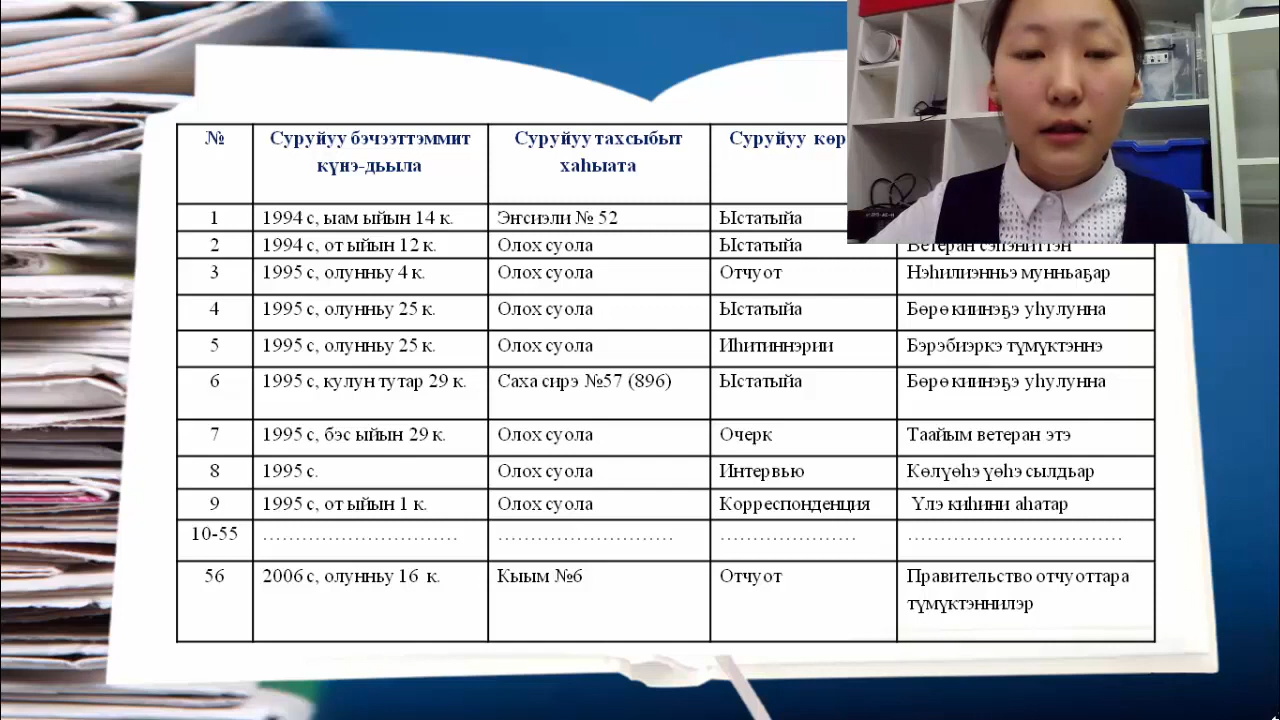 № Суруйуу бэчээттэммит Суруйуу тахсыбыт Суруйуу көр
күнэ-дьыла хаһыата
1 1994 с, ыам ыйын 14 к. Эҥсиэли № 52 Ыстатыйа
2 1994 с, от ыйын 12 к. Олох суола Ыстатыйа Ветеран
3 1995 с, олунньу 4 к. Олох суола Отчуот Нэһилиэнньэ мунньаҕар
4 1995 с, олунньу 25 к. Олох суола Ыстатыйа Бөрө кииннэҕэ уһулунна
5 1995 с, олунньу 25 к. Олох суола Иһитиннэрии Бэрэбиэркэ түмүктэннэ
6 1995 с, кулун тутар 29 к. Саха сирэ №57 (896) Ыстатыйа Бөрө кииннэҕэ уһулунна
7 1995 с, бэс ыйын 29 к. Олох суола Очерк Таайым ветеран этэ
8 1995 с. Олох суола Интервью Көлүөһэ үөһэ сылдьар
9 1995 с, от ыйын 1 к. Олох суола Корреспонденция Үлэ киһини аһатар
10-55 ………………………… ……………………… ………………… ……………………………
56 2006 с, олунньу 16 к. Кыым №6 Отчуот Правительство отчуоттара
түмүктэннилэр